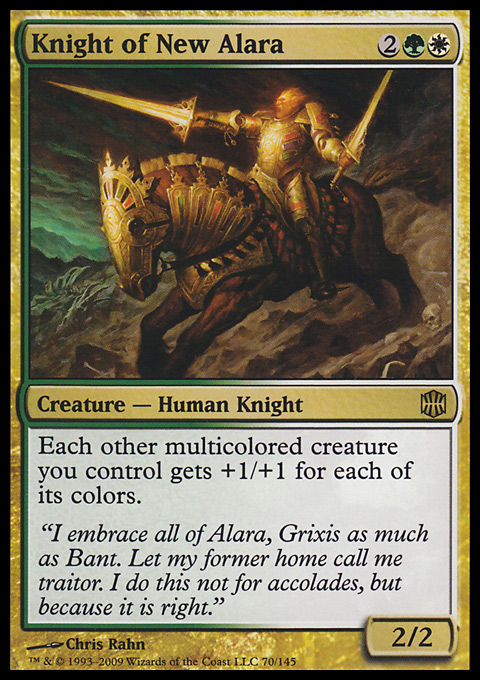 Knight of New Alara 2
Creature — Human Knight
Each other multicolored creature
you control gets +1/+1 for each of
its colors.
“I embrace all of Alara, Grixis as much
as Bant. Let my former home call me
traitor. I do this not for accolades, but
because it is right.”
Chris Rahn
2/2
™ & © 1993–2009 Wizards of the Coast LLC 70/145